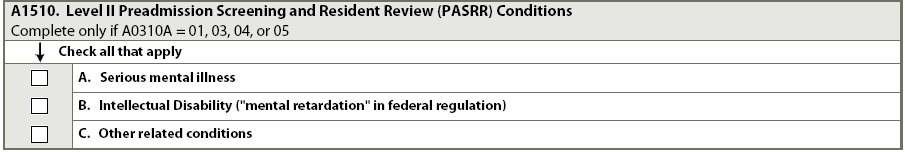 A1510. Level II Preadmission Screening and Resident Review (PASRR) Conditions
Complete only if A0310A = 01, 03, 04, or 05
↓ Check all that apply
A. Serious mental illness
B. Intellectual Disability ("mental retardation" in federal regulation)
C. Other related conditions